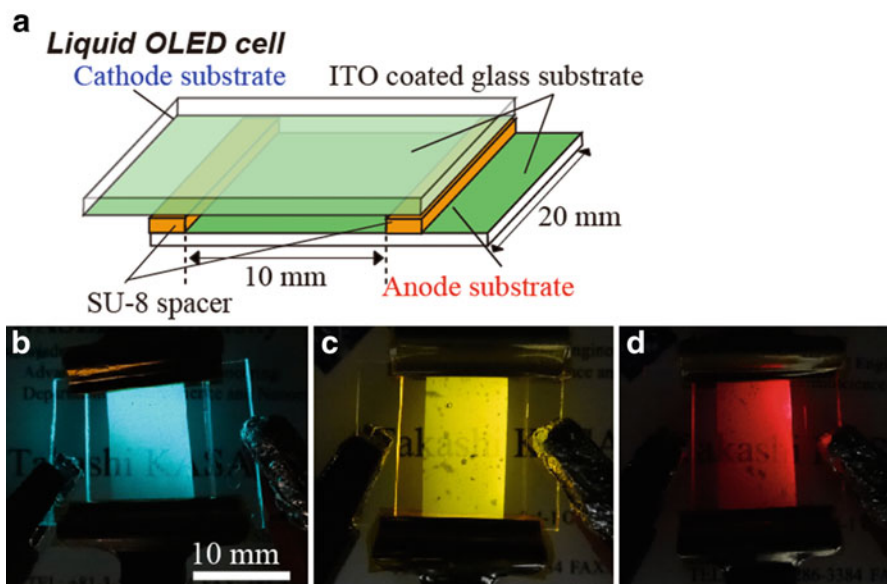 a
Liquid OLED cell
Cathode substrate
ITO coated glass substrate
20 mm
10 mm
SU-8 spacer
Anode substrate
b
c
d
Takashi KASA
Takashi K
10 mm